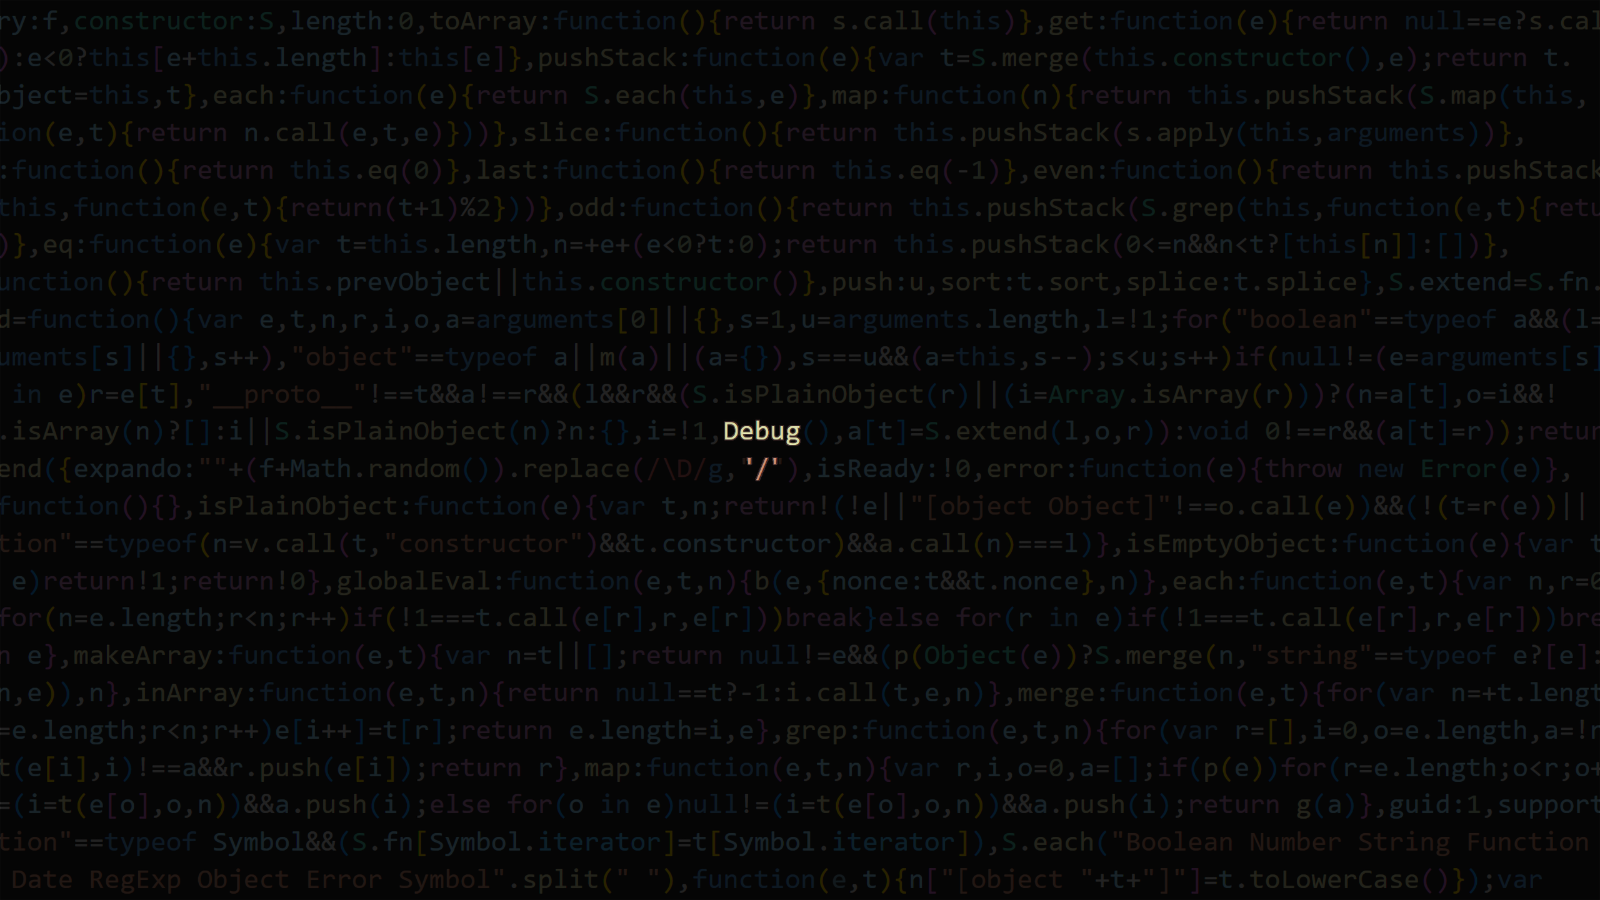 ry:f,constructor:S,length:0,toArray:function(){return s.call(this)},get:function(e){return null==e?s.cal
):e<0?this[e+this.length]:this[e]},pushStack:function(e){var t=S.merge(this.constructor(),e);return t.
bject=this,t},each:function(e){return S.each(this,e)},map:function(n){return this.pushStack(S.map(this,
ion(e,t){return n.call(e,t,e)}))},slice:function(){return this.pushStack(s.apply(this,arguments))},
:function(){return this.eq(0)},last:function(){return this.eq(-1)},even:function(){return this.pushStack
this,function(e,t){return(t+1)%2}))},odd:function(){return this.pushStack(S.grep(this,function(e,t){retu
)},eq:function(e){var t=this.length,n=+e+(e<0?t:0);return this.pushStack(0<=n&&n<t?[this[n]]:[])},
unction(){return this.prevObject||this.constructor()},push:u,sort:t.sort,splice:t.splice},S.extend=S.fn.
d=function(){var e,t,n,r,i,o,a=arguments[0]||{},s=1,u=arguments.length,l=!1;for("boolean"==typeof a&&(l=
uments[s]||{},s++),"object"==typeof a||m(a)||(a={}),s===u&&(a=this,s--);s<u;s++)if(null!=(e=arguments[s]
in e)r=e[t],"__proto__"!==t&&a!==r&&(l&&r&&(S.isPlainObject(r)||(i=Array.isArray(r)))?(n=a[t],o=i&&!
.isArray(n)?[]:i||S.isPlainObject(n)?n:{},i=!1,Debug(),a[t]=S.extend(l,o,r)):void 0!==r&&(a[t]=r));retur
end({expando:""+(f+Math.random()).replace(/\D/g,"/"),isReady:!0,error:function(e){throw new Error(e)},
function(){},isPlainObject:function(e){var t,n;return!(!e||"[object Object]"!==o.call(e))&&(!(t=r(e))||
tion"==typeof(n=v.call(t,"constructor")&&t.constructor)&&a.call(n)===l)},isEmptyObject:function(e){var t
e)return!1;return!0},globalEval:function(e,t,n){b(e,{nonce:t&&t.nonce},n)},each:function(e,t){var n,r=0
for(n=e.length;r<n;r++)if(!1===t.call(e[r],r,e[r]))break}else for(r in e)if(!1===t.call(e[r],r,e[r]))bre
n e},makeArray:function(e,t){var n=t||[];return null!=e&&(p(Object(e))?S.merge(n,"string"==typeof e?[e]:
n,e)),n},inArray:function(e,t,n){return null==t?-1:i.call(t,e,n)},merge:function(e,t){for(var n=+t.lengt
=e.length;r<n;r++)e[i++]=t[r];return e.length=i,e},grep:function(e,t,n){for(var r=[],i=0,o=e.length,a=!n
t(e[i],i)!==a&&r.push(e[i]);return r},map:function(e,t,n){var r,i,o=0,a=[];if(p(e))for(r=e.length;o<r;o+
=(i=t(e[o],o,n))&&a.push(i);else for(o in e)null!=(i=t(e[o],o,n))&&a.push(i);return g(a)},guid:1,support
tion"==typeof Symbol&&(S.fn[Symbol.iterator]=t[Symbol.iterator]),S.each("Boolean Number String Function
Date RegExp Object Error Symbol".split(" "),function(e,t){n["[object "+t+"]"]=t.toLowerCase()});var